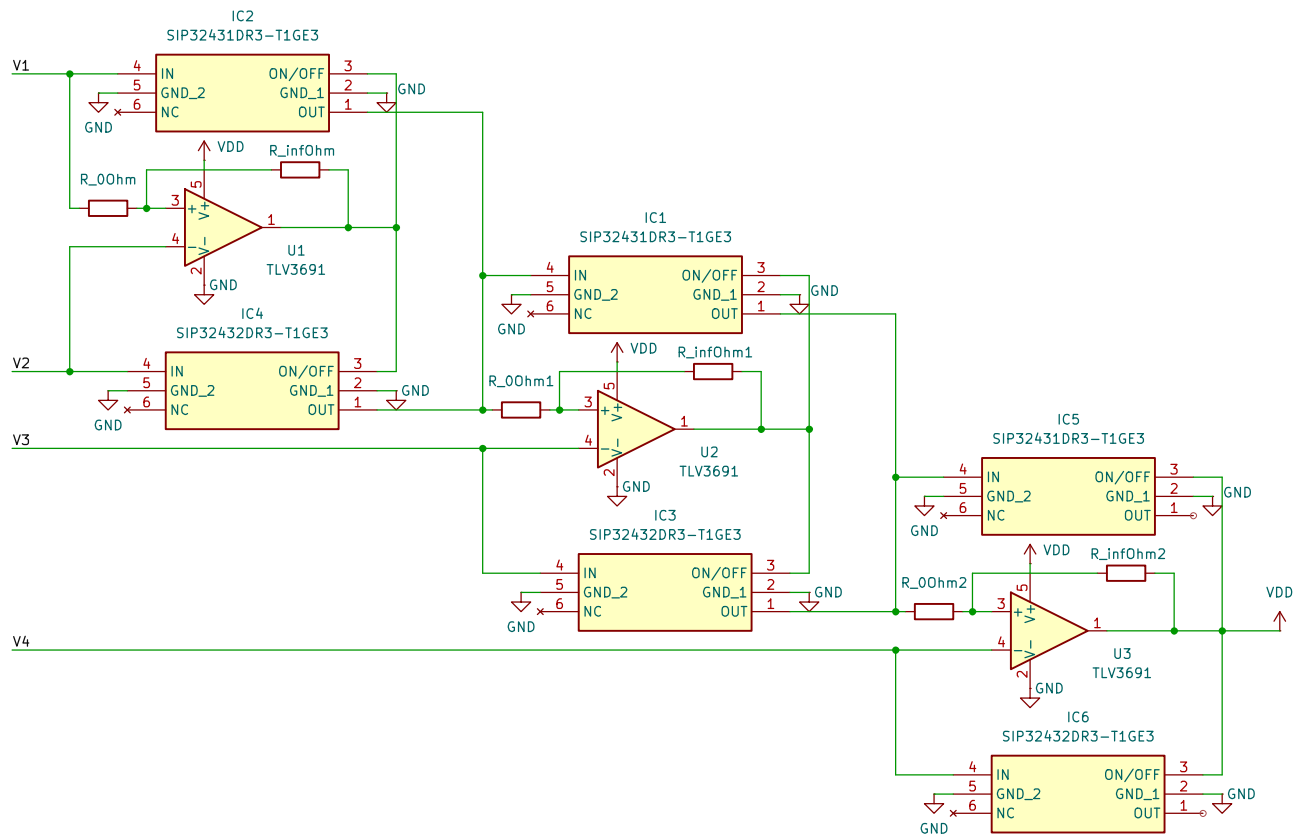 IC2
SIP32431DR3-T1GE3
V1
4 IN ON/OFF 3
5 GND_2 GND_1 2 GND
6 NC OUT 1
GND
VDD
R_infOhm
R_0Ohm
5
3 + V+
1
4 - V-
U1
TLV3691
2 GND
IC4
SIP32432DR3-T1GE3
V2
4 IN ON/OFF 3
5 GND_2 GND_1 2 GND
6 NC OUT 1
GND
V3
IC1
SIP32431DR3-T1GE3
4 IN ON/OFF 3
5 GND_2 GND_1 2 GND
6 NC OUT 1
GND
VDD
R_infOhm1
R_0Ohm1
5
3 + V+
1
4 - V-
U2
TLV3691
2 GND
IC3
SIP32432DR3-T1GE3
4 IN ON/OFF 3
5 GND_2 GND_1 2 GND
6 NC OUT 1
GND
V4
IC5
SIP32431DR3-T1GE3
4 IN ON/OFF 3
5 GND_2 GND_1 2 GND
6 NC OUT 1
GND
VDD
R_infOhm2
R_0Ohm2
5
3 + V+
1
VDD
4 - V-
U3
TLV3691
2 GND
IC6
SIP32432DR3-T1GE3
4 IN ON/OFF 3
5 GND_2 GND_1 2 GND
6 NC OUT 1
GND